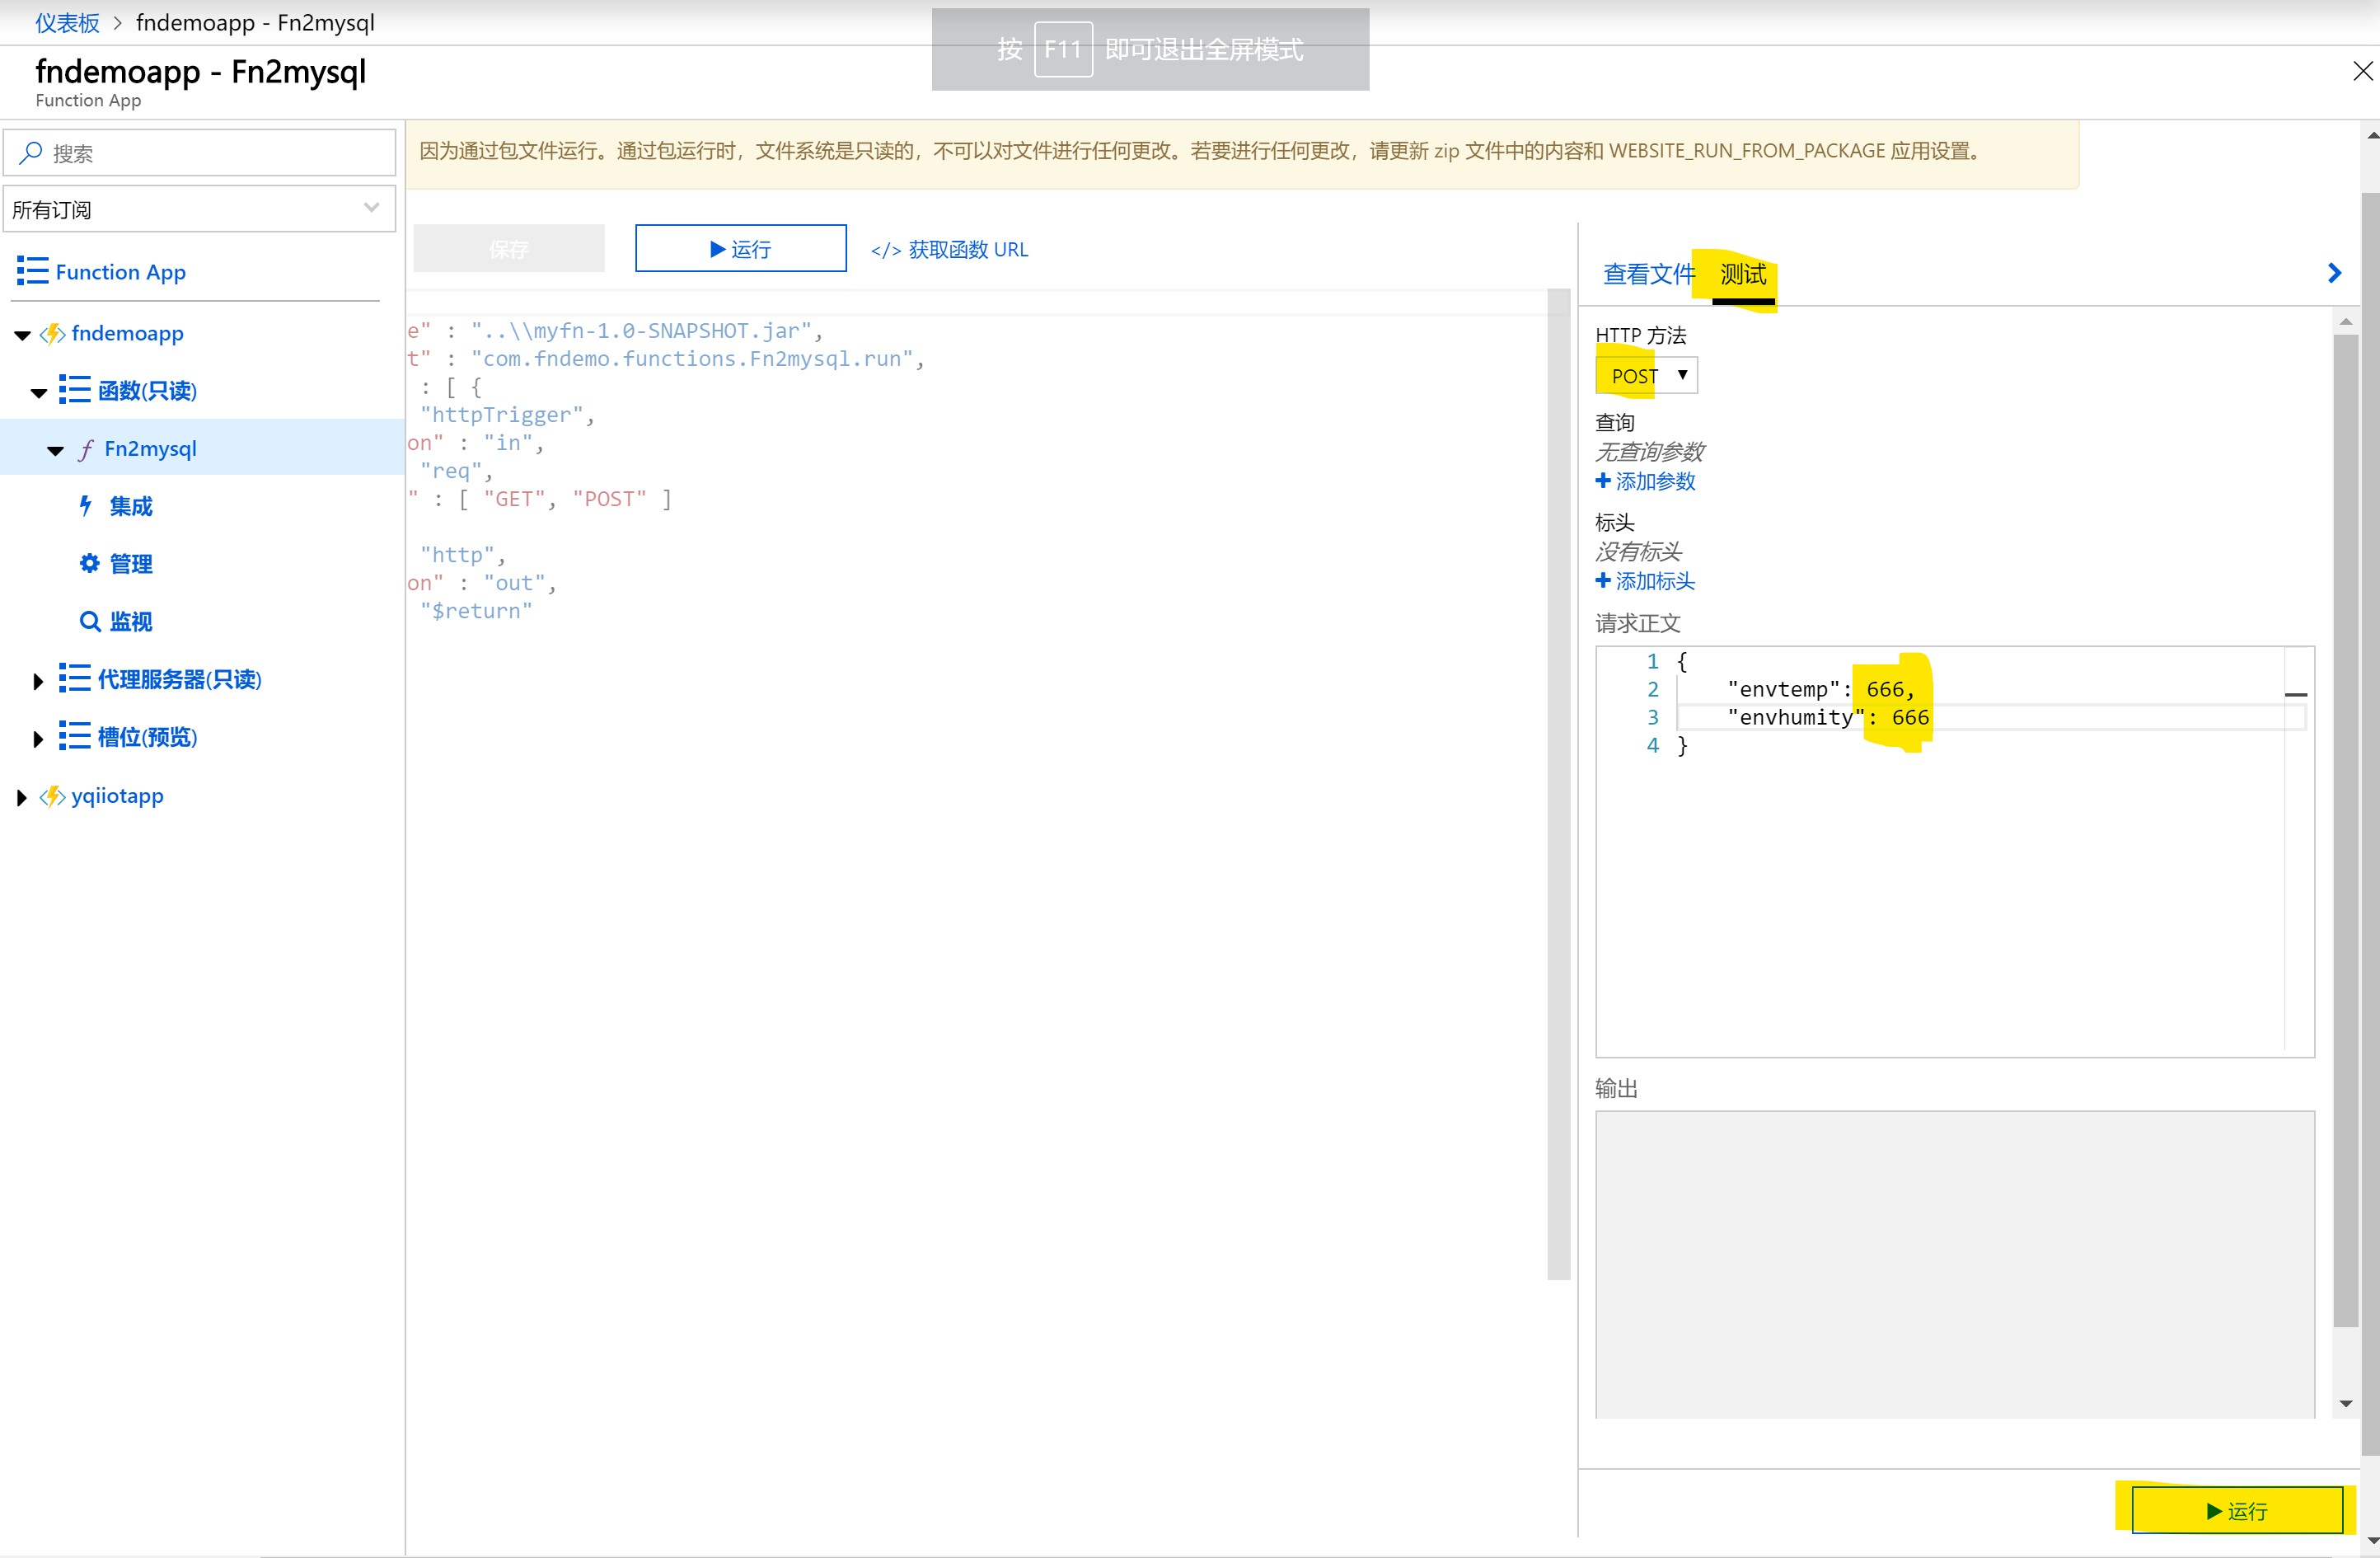 仪表板 > fndemoapp - Fn2mysql
按 F11 即可退出全屏模式
fndemoapp - Fn2mysql
Function App
搜索
所有订阅
Function App
fndemoapp
函数(只读)
Fn2mysql
集成
管理
监视
代理服务器(只读)
槽位(预览)
yqiiotapp
因为通过包文件运行。通过包运行时，文件系统是只读的，不可以对文件进行任何更改。若要进行任何更改，请更新 zip 文件中的内容和 WEBSITE_RUN_FROM_PACKAGE 应用设置。
保存
运行
</> 获取函数 URL
e" : "..\\myfn-1.0-SNAPSHOT.jar",
t" : "com.fndemo.functions.Fn2mysql.run",
: [ {
"httpTrigger",
on" : "in",
"req",
" : [ "GET", "POST" ]
"http",
on" : "out",
"$return"
查看文件 测试
HTTP 方法
POST
查询
无查询参数
添加参数
标头
没有标头
添加标头
请求正文
1 {
2 "envtemp": 666,
3 "envhumity": 666
4 }
输出
运行